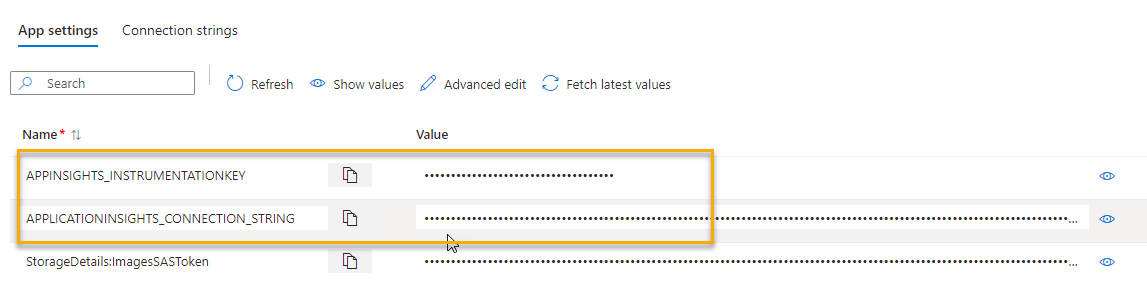 App settings Connection strings
Search Refresh Show values Advanced edit Fetch latest values
Name* Value
APPINSIGHTS_INSTRUMENTATIONKEY ••••••••••••••••••••••••••••••••••••
APPLICATIONINSIGHTS_CONNECTION_STRING ••••••••••••••••••••••••••••••••••••••••••••••••••••••••••••••••••••••••••••••••••••••••••••••••••••••••••••••••••••••••••••...
StorageDetails:ImagesSASToken ••••••••••••••••••••••••••••••••••••••••••••••••••••••••••••••••••••••••••••••••••••••••••••••••••••••••••••••••••••••••••••...